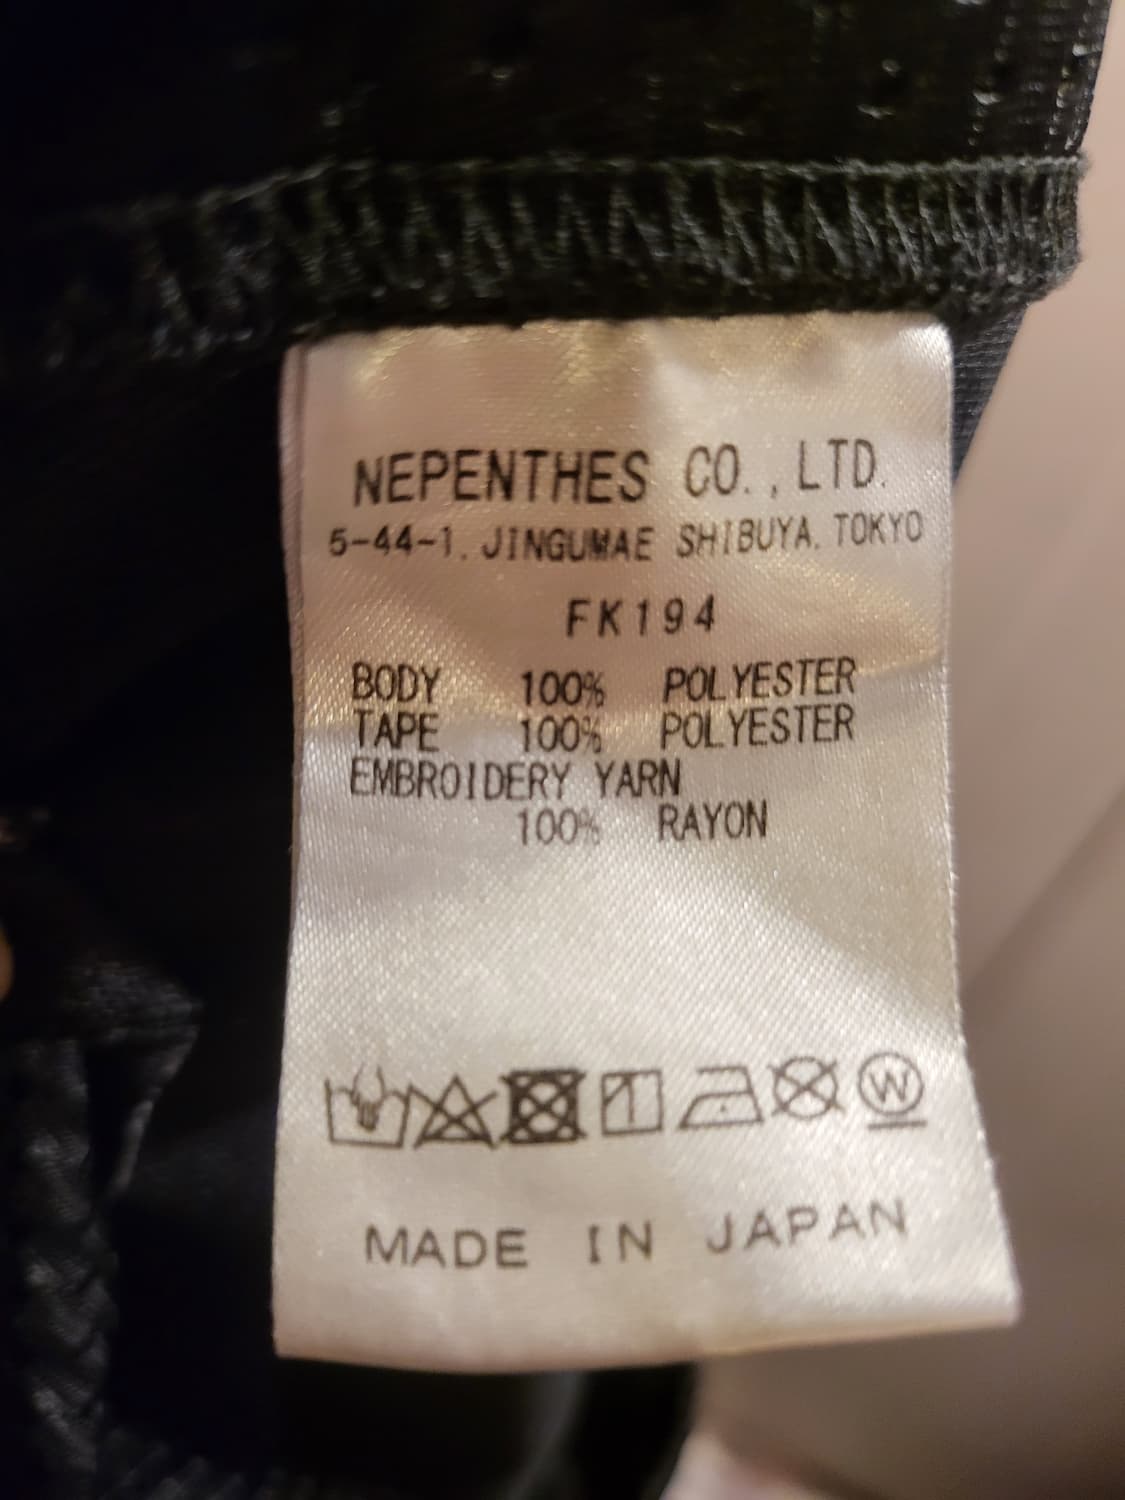 NEPENTHES CO., LTD.
5-44-1. JINGUMAE SHIBUYA. TOKYO
FK194
BODY 100% POLYESTER
TAPE 100% POLYESTER
EMBROIDERY YARN
100% RAYON
W
MADE IN JAPAN